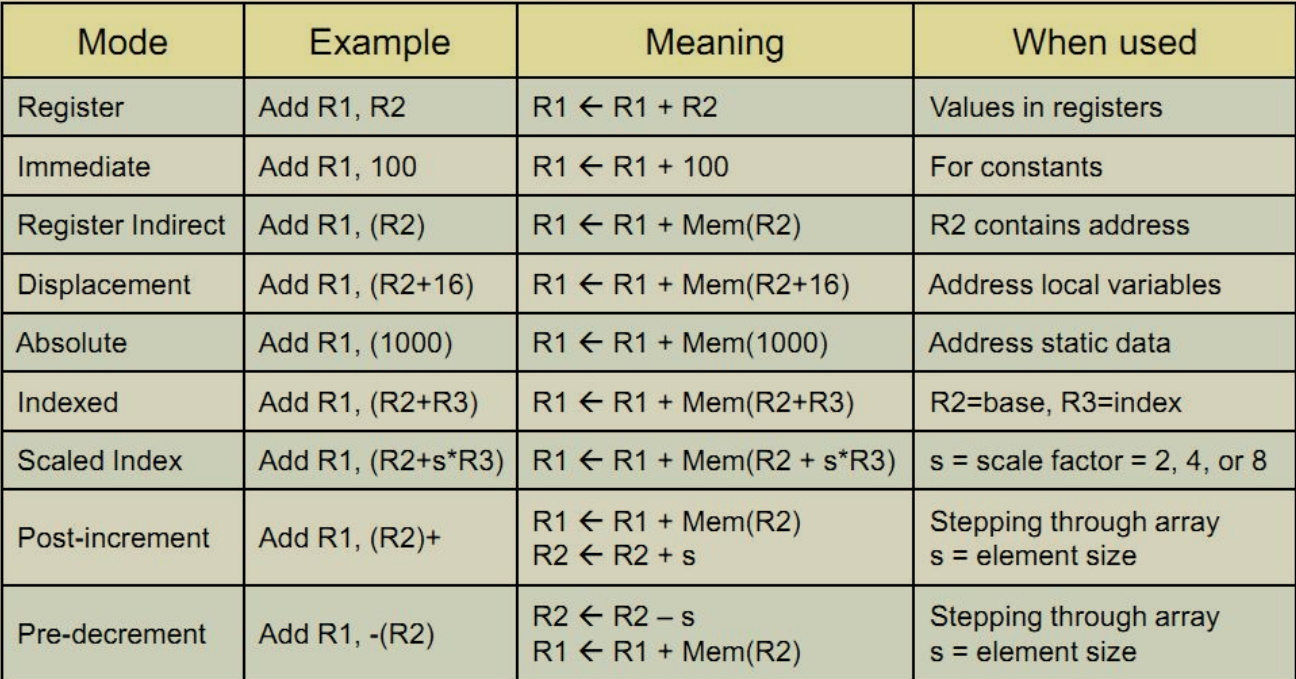 Mode Example Meaning When used
Register Add R1, R2 R1 ← R1 + R2 Values in registers
Immediate Add R1, 100 R1 ← R1 + 100 For constants
Register Indirect Add R1, (R2) R1 ← R1 + Mem(R2) R2 contains address
Displacement Add R1, (R2+16) R1 ← R1 + Mem(R2+16) Address local variables
Absolute Add R1, (1000) R1 ← R1 + Mem(1000) Address static data
Indexed Add R1, (R2+R3) R1 ← R1 + Mem(R2+R3) R2=base, R3=index
Scaled Index Add R1, (R2+s*R3) R1 ← R1 + Mem(R2 + s*R3) s = scale factor = 2, 4, or 8
Post-increment Add R1, (R2)+ R1 ← R1 + Mem(R2) Stepping through array
R2 ← R2 + s s = element size
Pre-decrement Add R1, -(R2) R2 ← R2 – s Stepping through array
R1 ← R1 + Mem(R2) s = element size